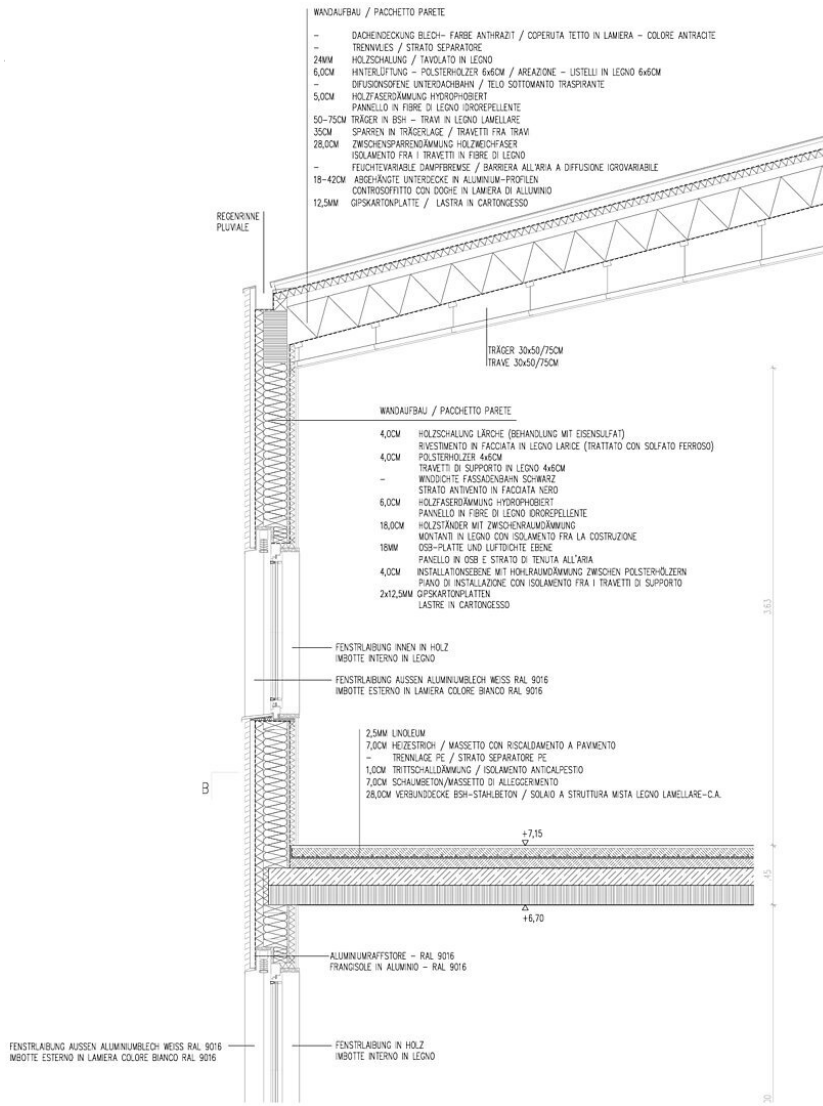 WANDAUFBAU / PACCHETTO PARETE
- DACHEINDECKUNG BLECH- FARBE ANTHRAZIT / COPERUTA TETTO IN LAMIERA - COLORE ANTRACITE
- TRENNVLIES / STRATO SEPARATORE
24MM HOLZSCHALUNG / TAVOLATO IN LEGNO
6,0CM HINTERLÜFTUNG - POLSTERHOLZER 6x6CM / AREAZIONE - LISTELLI IN LEGNO 6x6CM
- DIFUSIONSOFENE UNTERDACHBAHN / TELO SOTTOMANTO TRASPIRANTE
5,0CM HOLZFASERDÄMMUNG HYDROPHOBIERT
PANNELLO IN FIBRE DI LEGNO IDROREPELLENTE
50-75CM TRÄGER IN BSH - TRAVI IN LEGNO LAMELLARE
35CM SPARREN IN TRÄGERLAGE / TRAVETTI FRA TRAVI
28,0CM ZWISCHENSPARRENDÄMMUNG HOLZWEICHFASER
ISOLAMENTO FRA I TRAVETTI IN FIBRE DI LEGNO
- FEUCHTEVARIABLE DAMPFBREMSE / BARRIERA ALL'ARIA A DIFFUSIONE IGROVARIABILE
18-42CM ABGEHÄNGTE UNTERDECKE IN ALUMINIUM-PROFILEN
CONTROSOFFITTO CON DOGHE IN LAMIERA DI ALLUMINIO
12,5MM GIPSKARTONPLATTE / LASTRA IN CARTONGESSO
REGENRINNE
PLUVIALE
TRÄGER 30x50/75CM
TRAVE 30x50/75CM
WANDAUFBAU / PACCHETTO PARETE
4,0CM HOLZSCHALUNG LÄRCHE (BEHANDLUNG MIT EISENSULFAT)
RIVESTIMENTO IN FACCIATA IN LEGNO LARICE (TRATTATO CON SOLFATO FERROSO)
4,0CM POLSTERHOLZER 4x6CM
TRAVETTI DI SUPPORTO IN LEGNO 4x6CM
- WINDDICHTE FASSADENBAHN SCHWARZ
STRATO ANTIVENTO IN FACCIATA NERO
6,0CM HOLZFASERDÄMMUNG HYDROPHOBIERT
PANNELLO IN FIBRE DI LEGNO IDROREPELLENTE
18,0CM HOLZSTÄNDER MIT ZWISCHENRAUMDÄMMUNG
MONTANTI IN LEGNO CON ISOLAMENTO FRA LA COSTRUZIONE
18MM OSB-PLATTE UND LUFTDICHTE EBENE
PANELLO IN OSB E STRATO DI TENUTA ALL'ARIA
4,0CM INSTALLATIONSEBENE MIT HOHLRAUMDÄMMUNG ZWISCHEN POLSTERHÖLZERN
PIANO DI INSTALLAZIONE CON ISOLAMENTO FRA I TRAVETTI DI SUPPORTO
2x12,5MM GIPSKARTONPLATTEN
LASTRE IN CARTONGESSO
3.63
FENSTRLAIBUNG INNEN IN HOLZ
IMBOTTE INTERNO IN LEGNO
FENSTRLAIBUNG AUSSEN ALUMINIUMBLECH WEISS RAL 9016
IMBOTTE ESTERNO IN LAMIERA COLORE BIANCO RAL 9016
2,5MM LINOLEUM
7,0CM HEIZESTRICH / MASSETTO CON RISCALDAMENTO A PAVIMENTO
- TRENNLAGE PE / STRATO SEPARATORE PE
1,0CM TRITTSCHALLDÄMMUNG / ISOLAMENTO ANTICALPESTIO
7,0CM SCHAUMBETON/MASSETTO DI ALLEGGERIMENTO
28,0CM VERBUNDDECKE BSH-STAHLBETON / SOLAIO A STRUTTURA MISTA LEGNO LAMELLARE-C.A.
B
+7,15
.45
+6,70
ALUMINIUMRAFFSTORE - RAL 9016
FRANGISOLE IN ALUMINIO - RAL 9016
FENSTRLAIBUNG AUSSEN ALUMINIUMBLECH WEISS RAL 9016
IMBOTTE ESTERNO IN LAMIERA COLORE BIANCO RAL 9016
FENSTRLAIBUNG IN HOLZ
IMBOTTE INTERNO IN LEGNO